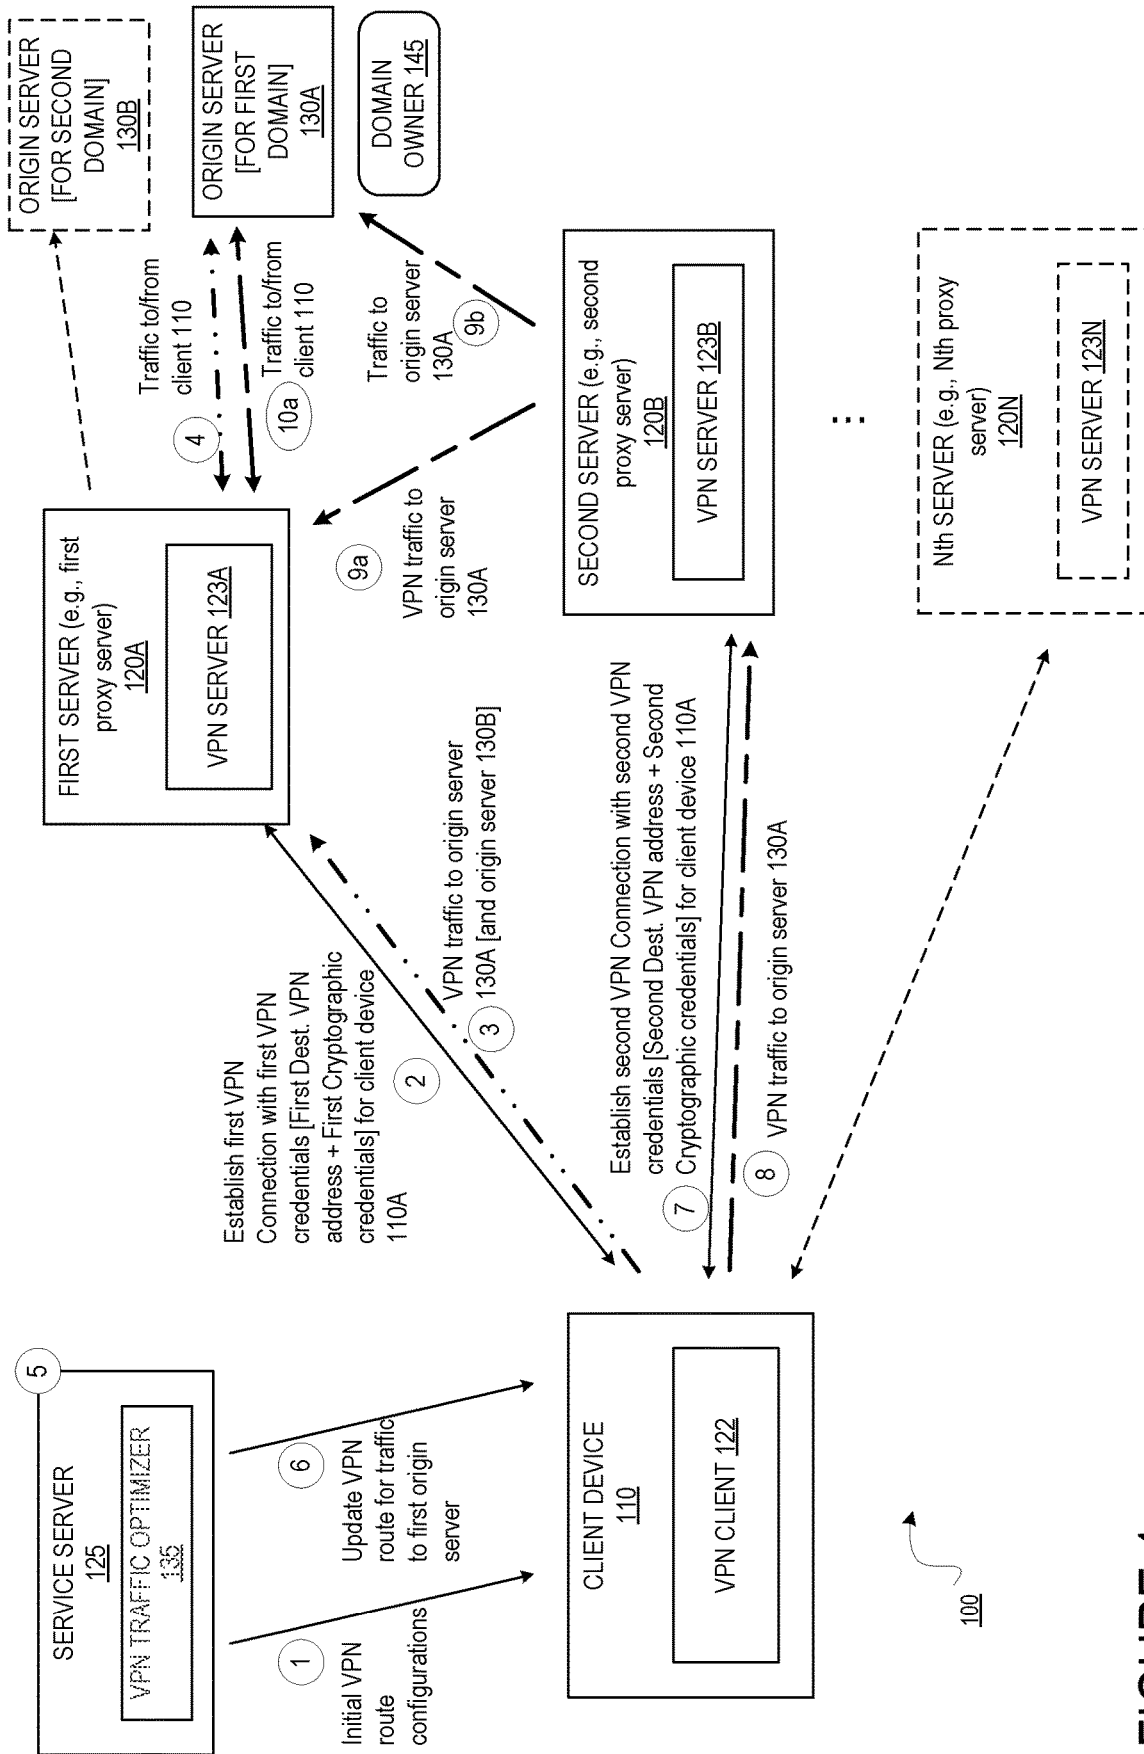 SERVICE SERVER
125
VPN TRAFFIC OPTIMIZER
135
5
1
Initial VPN
route
configurations
6
Update VPN
route for traffic
to first origin
server
CLIENT DEVICE
110
VPN CLIENT 122
100
Establish first VPN
Connection with first VPN
credentials [First Dest. VPN
address + First Cryptographic
credentials] for client device
110A
2
3
VPN traffic to origin server
130A [and origin server 130B]
Establish second VPN Connection with second VPN
credentials [Second Dest. VPN address + Second
Cryptographic credentials] for client device 110A
7
8
VPN traffic to origin server 130A
FIRST SERVER (e.g., first
proxy server)
120A
VPN SERVER 123A
9a
VPN traffic to
origin server
130A
SECOND SERVER (e.g., second
proxy server)
120B
VPN SERVER 123B
...
Nth SERVER (e.g., Nth proxy
server)
120N
VPN SERVER 123N
4
Traffic to/from
client 110
10a
Traffic to/from
client 110
Traffic to
origin server
130A
9b
ORIGIN SERVER
[FOR SECOND
DOMAIN]
130B
ORIGIN SERVER
[FOR FIRST
DOMAIN]
130A
DOMAIN
OWNER 145